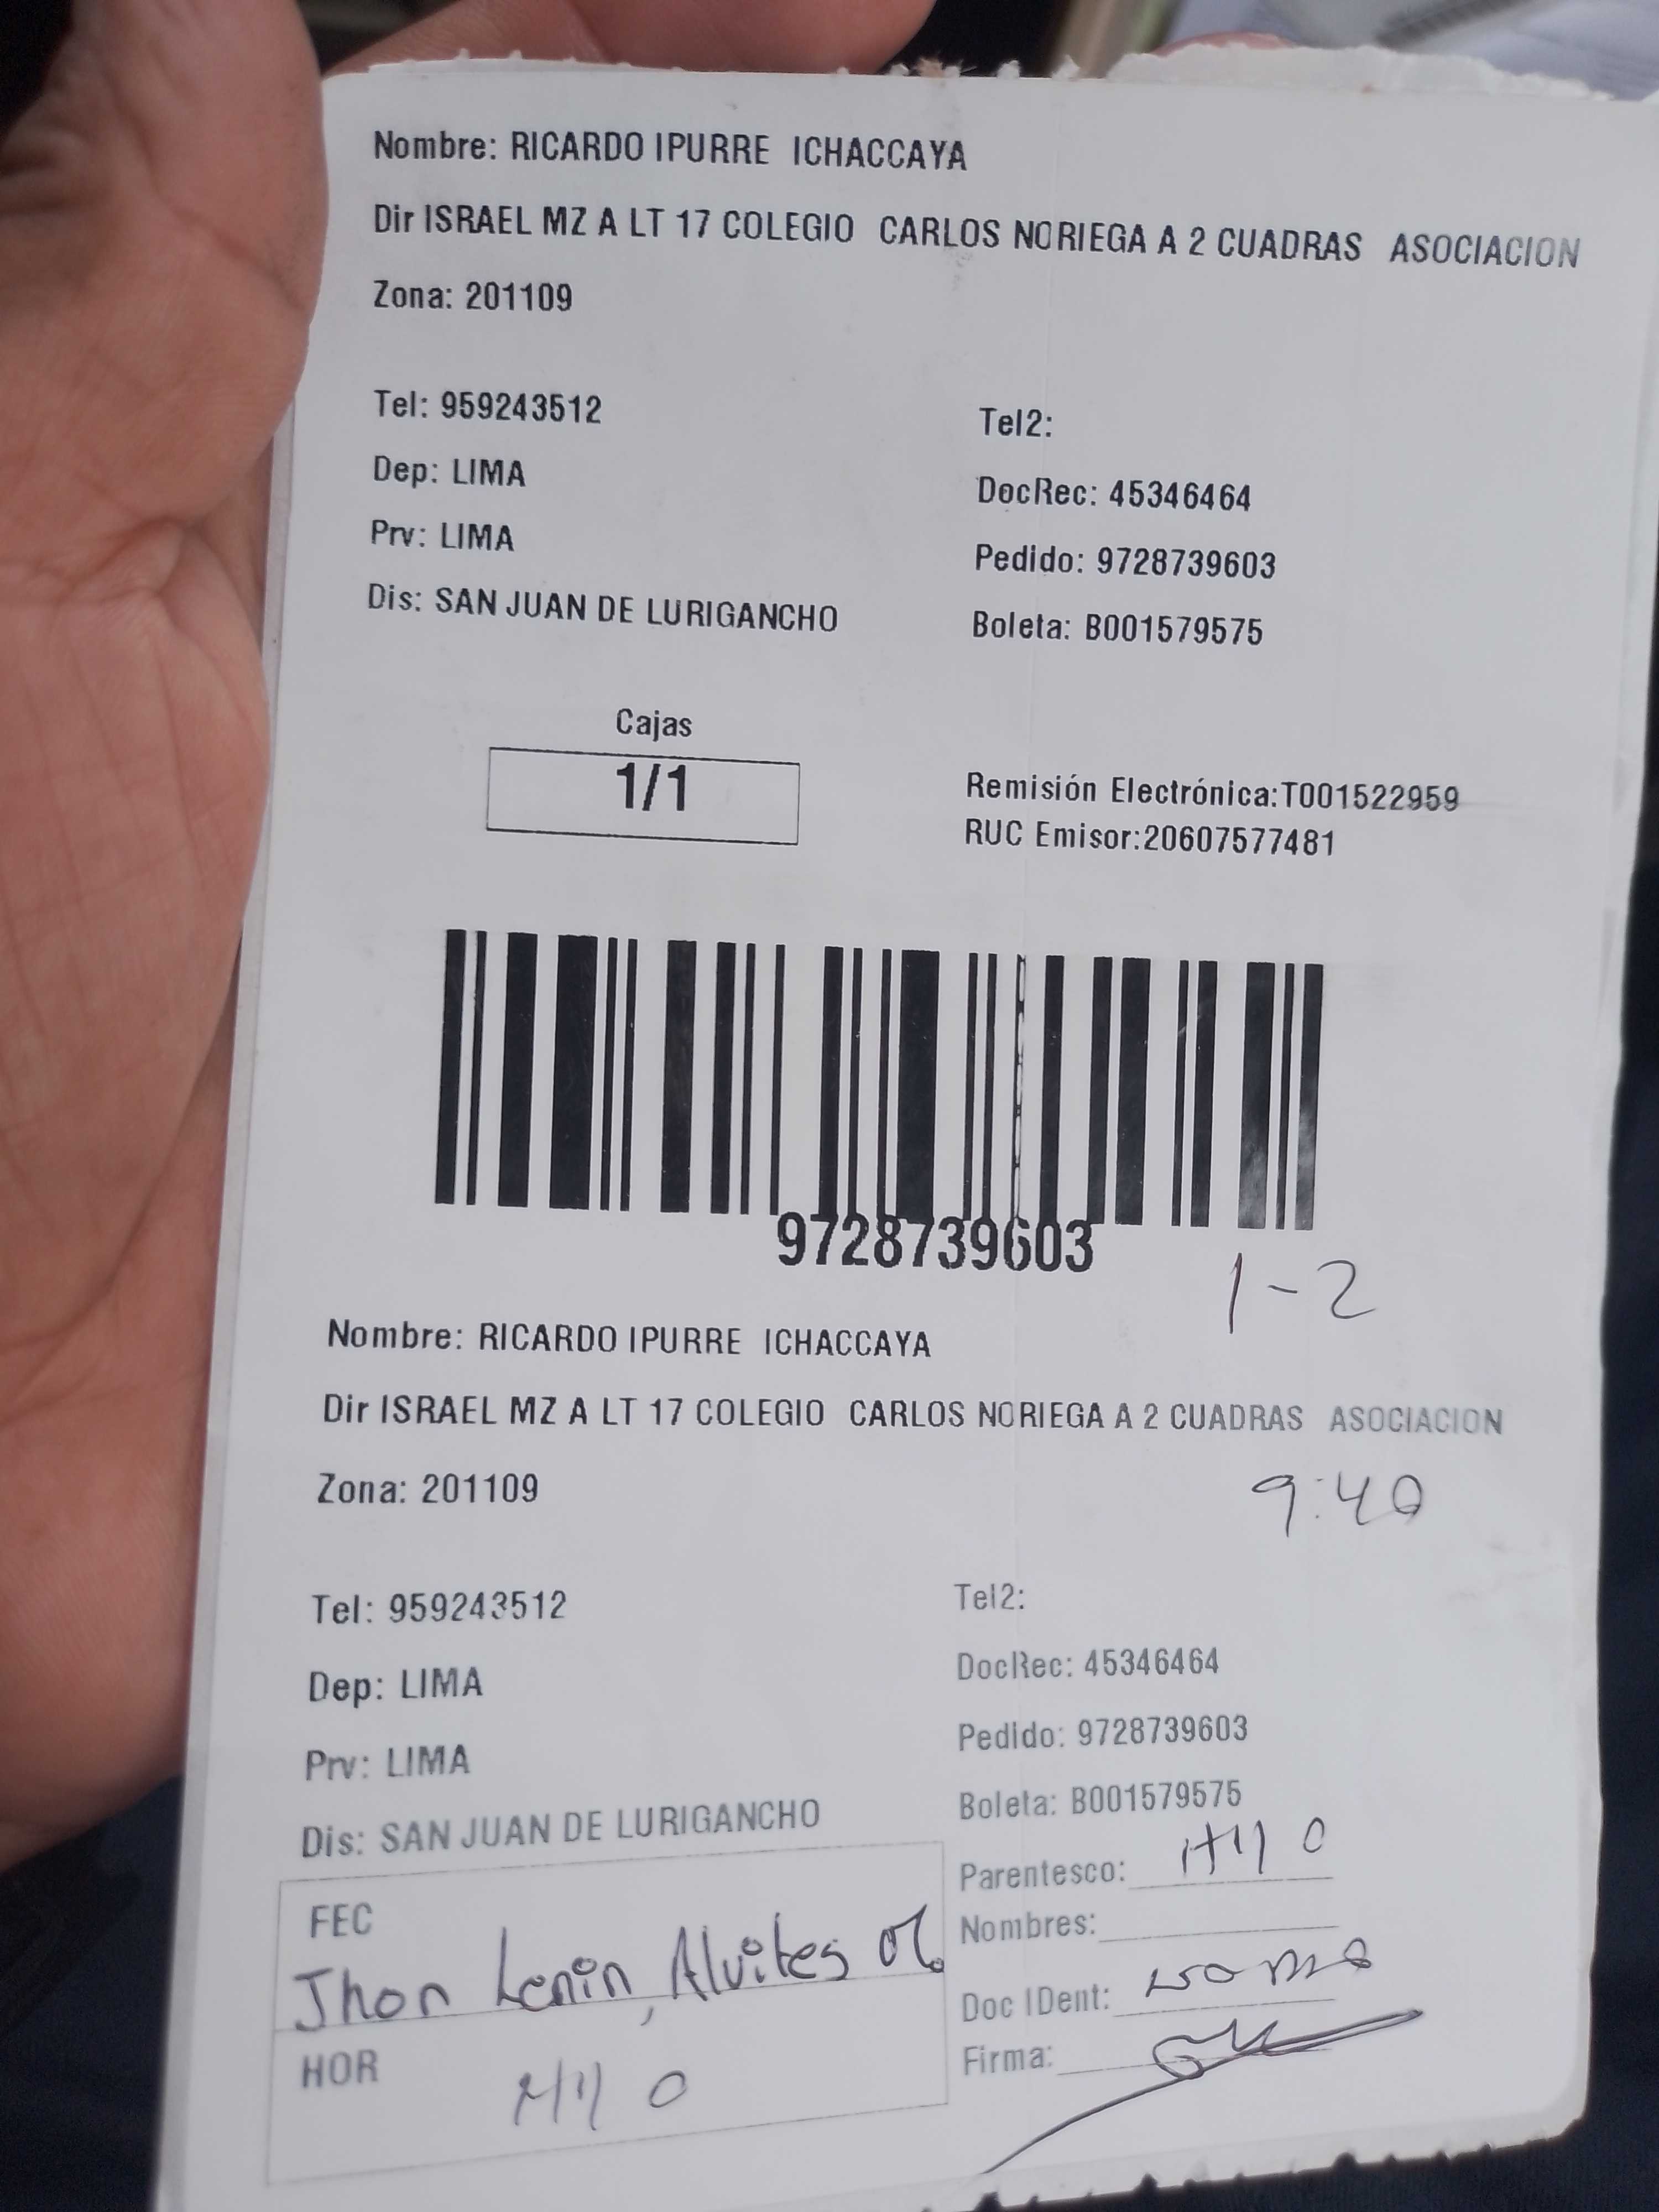 Nombre: RICARDO IPURRE ICHACCAYA
Dir ISRAEL MZ A LT 17 COLEGIO CARLOS NORIEGA A 2 CUADRAS ASOCIACION
Zona: 201109
Tel: 959243512
Tel2:
Dep: LIMA
DocRec: 45346464
Prv: LIMA
Pedido: 9728739603
Dis: SAN JUAN DE LURIGANCHO
Boleta: B001579575
Cajas
1/1
Remisión Electrónica:T001522959
RUC Emisor:20607577481
9728739603
1-2
Nombre: RICARDO IPURRE ICHACCAYA
Dir ISRAEL MZ A LT 17 COLEGIO CARLOS NORIEGA A 2 CUADRAS ASOCIACION
Zona: 201109
9:40
Tel: 959243512
Tel2:
Dep: LIMA
DocRec: 45346464
Prv: LIMA
Pedido: 9728739603
Dis: SAN JUAN DE LURIGANCHO
Boleta: B001579575
Parentesco: HIJO
FEC
Nombres:
Jhon Lenin, Alvites
Doc IDent:
HOR
Firma:
HIJO